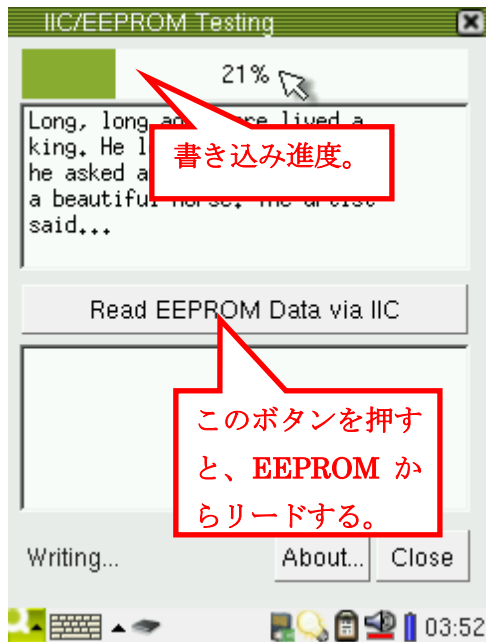 IIC/EEPROM Testing
21%
Long, long ago
lived a
king. He
書き込み進度。
he asked a
a beautiful
The artist
said...
Read EEPROM Data via IIC
このボタンを押す
と、EEPROM か
らリードする。
Writing...
About...
Close
03:52